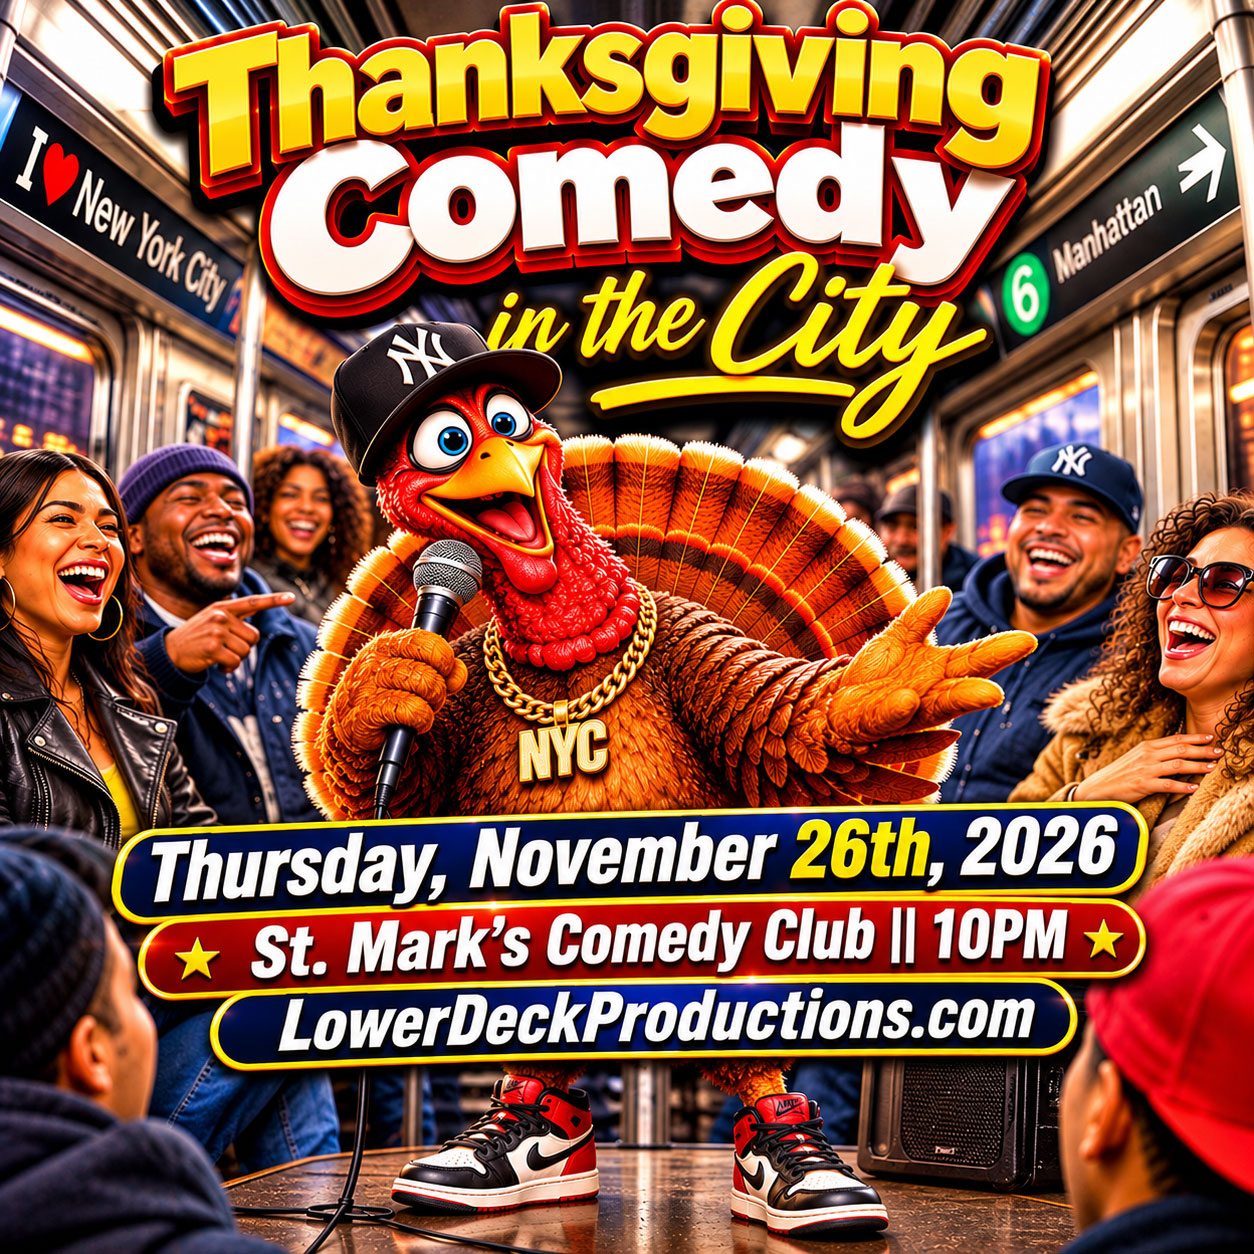 Thanksgiving
Comedy
in the City
I ❤ New York City
6 Manhattan →
NY
NY
NYC
Thursday, November 26th, 2026
★ St. Mark's Comedy Club || 10PM ★
LowerDeckProductions.com